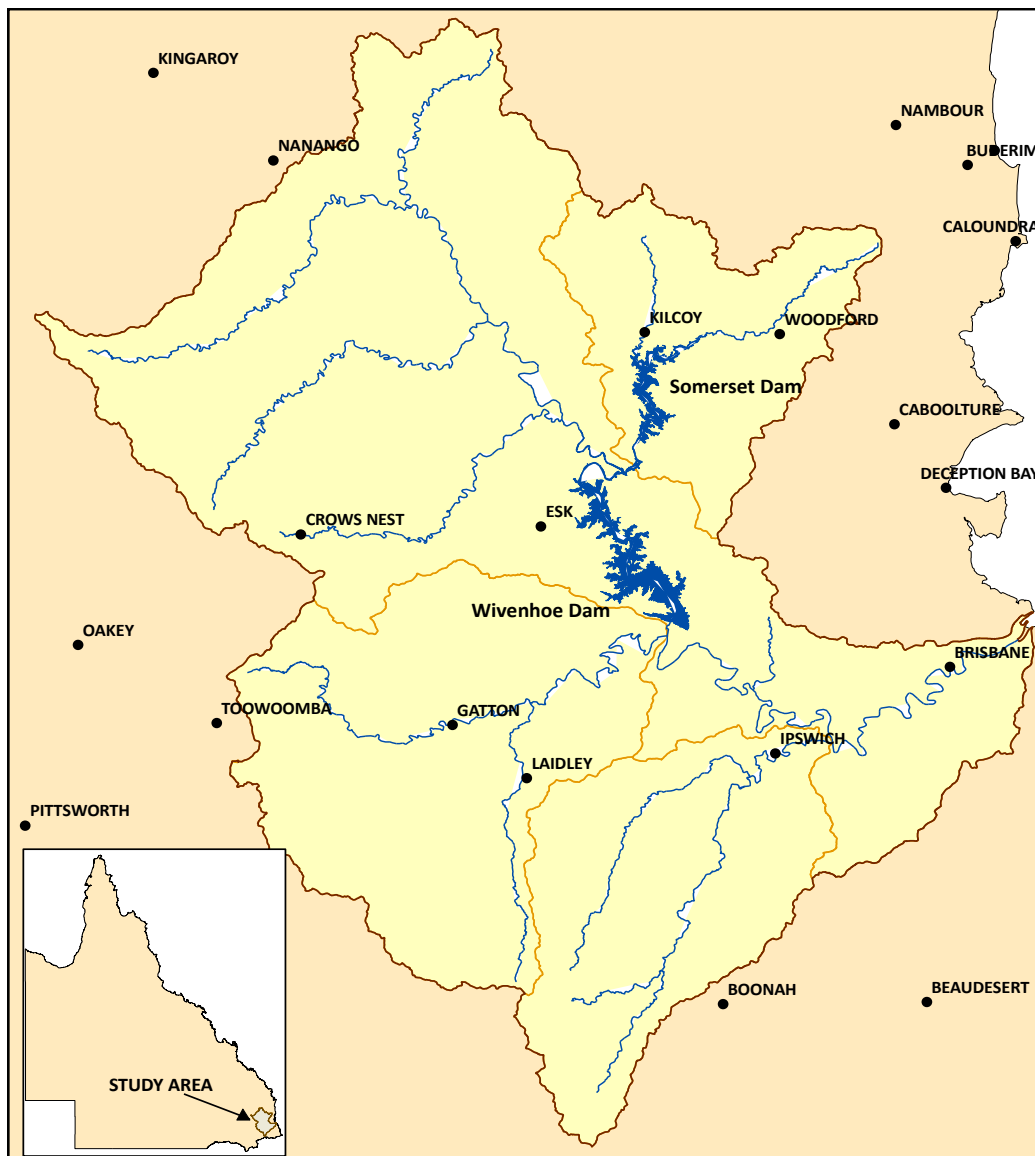 KINGAROY
NAMBOUR
NANANGO
BUDERIM
CALOUNDRA
KILCOY
WOODFORD
Somerset Dam
CABOOLTURE
DECEPTION BAY
ESK
CROWS NEST
Wivenhoe Dam
OAKEY
BRISBANE
TOOWOOMBA
GATTON
IPSWICH
LAIDLEY
PITTSWORTH
BOONAH
BEAUDESERT
STUDY AREA